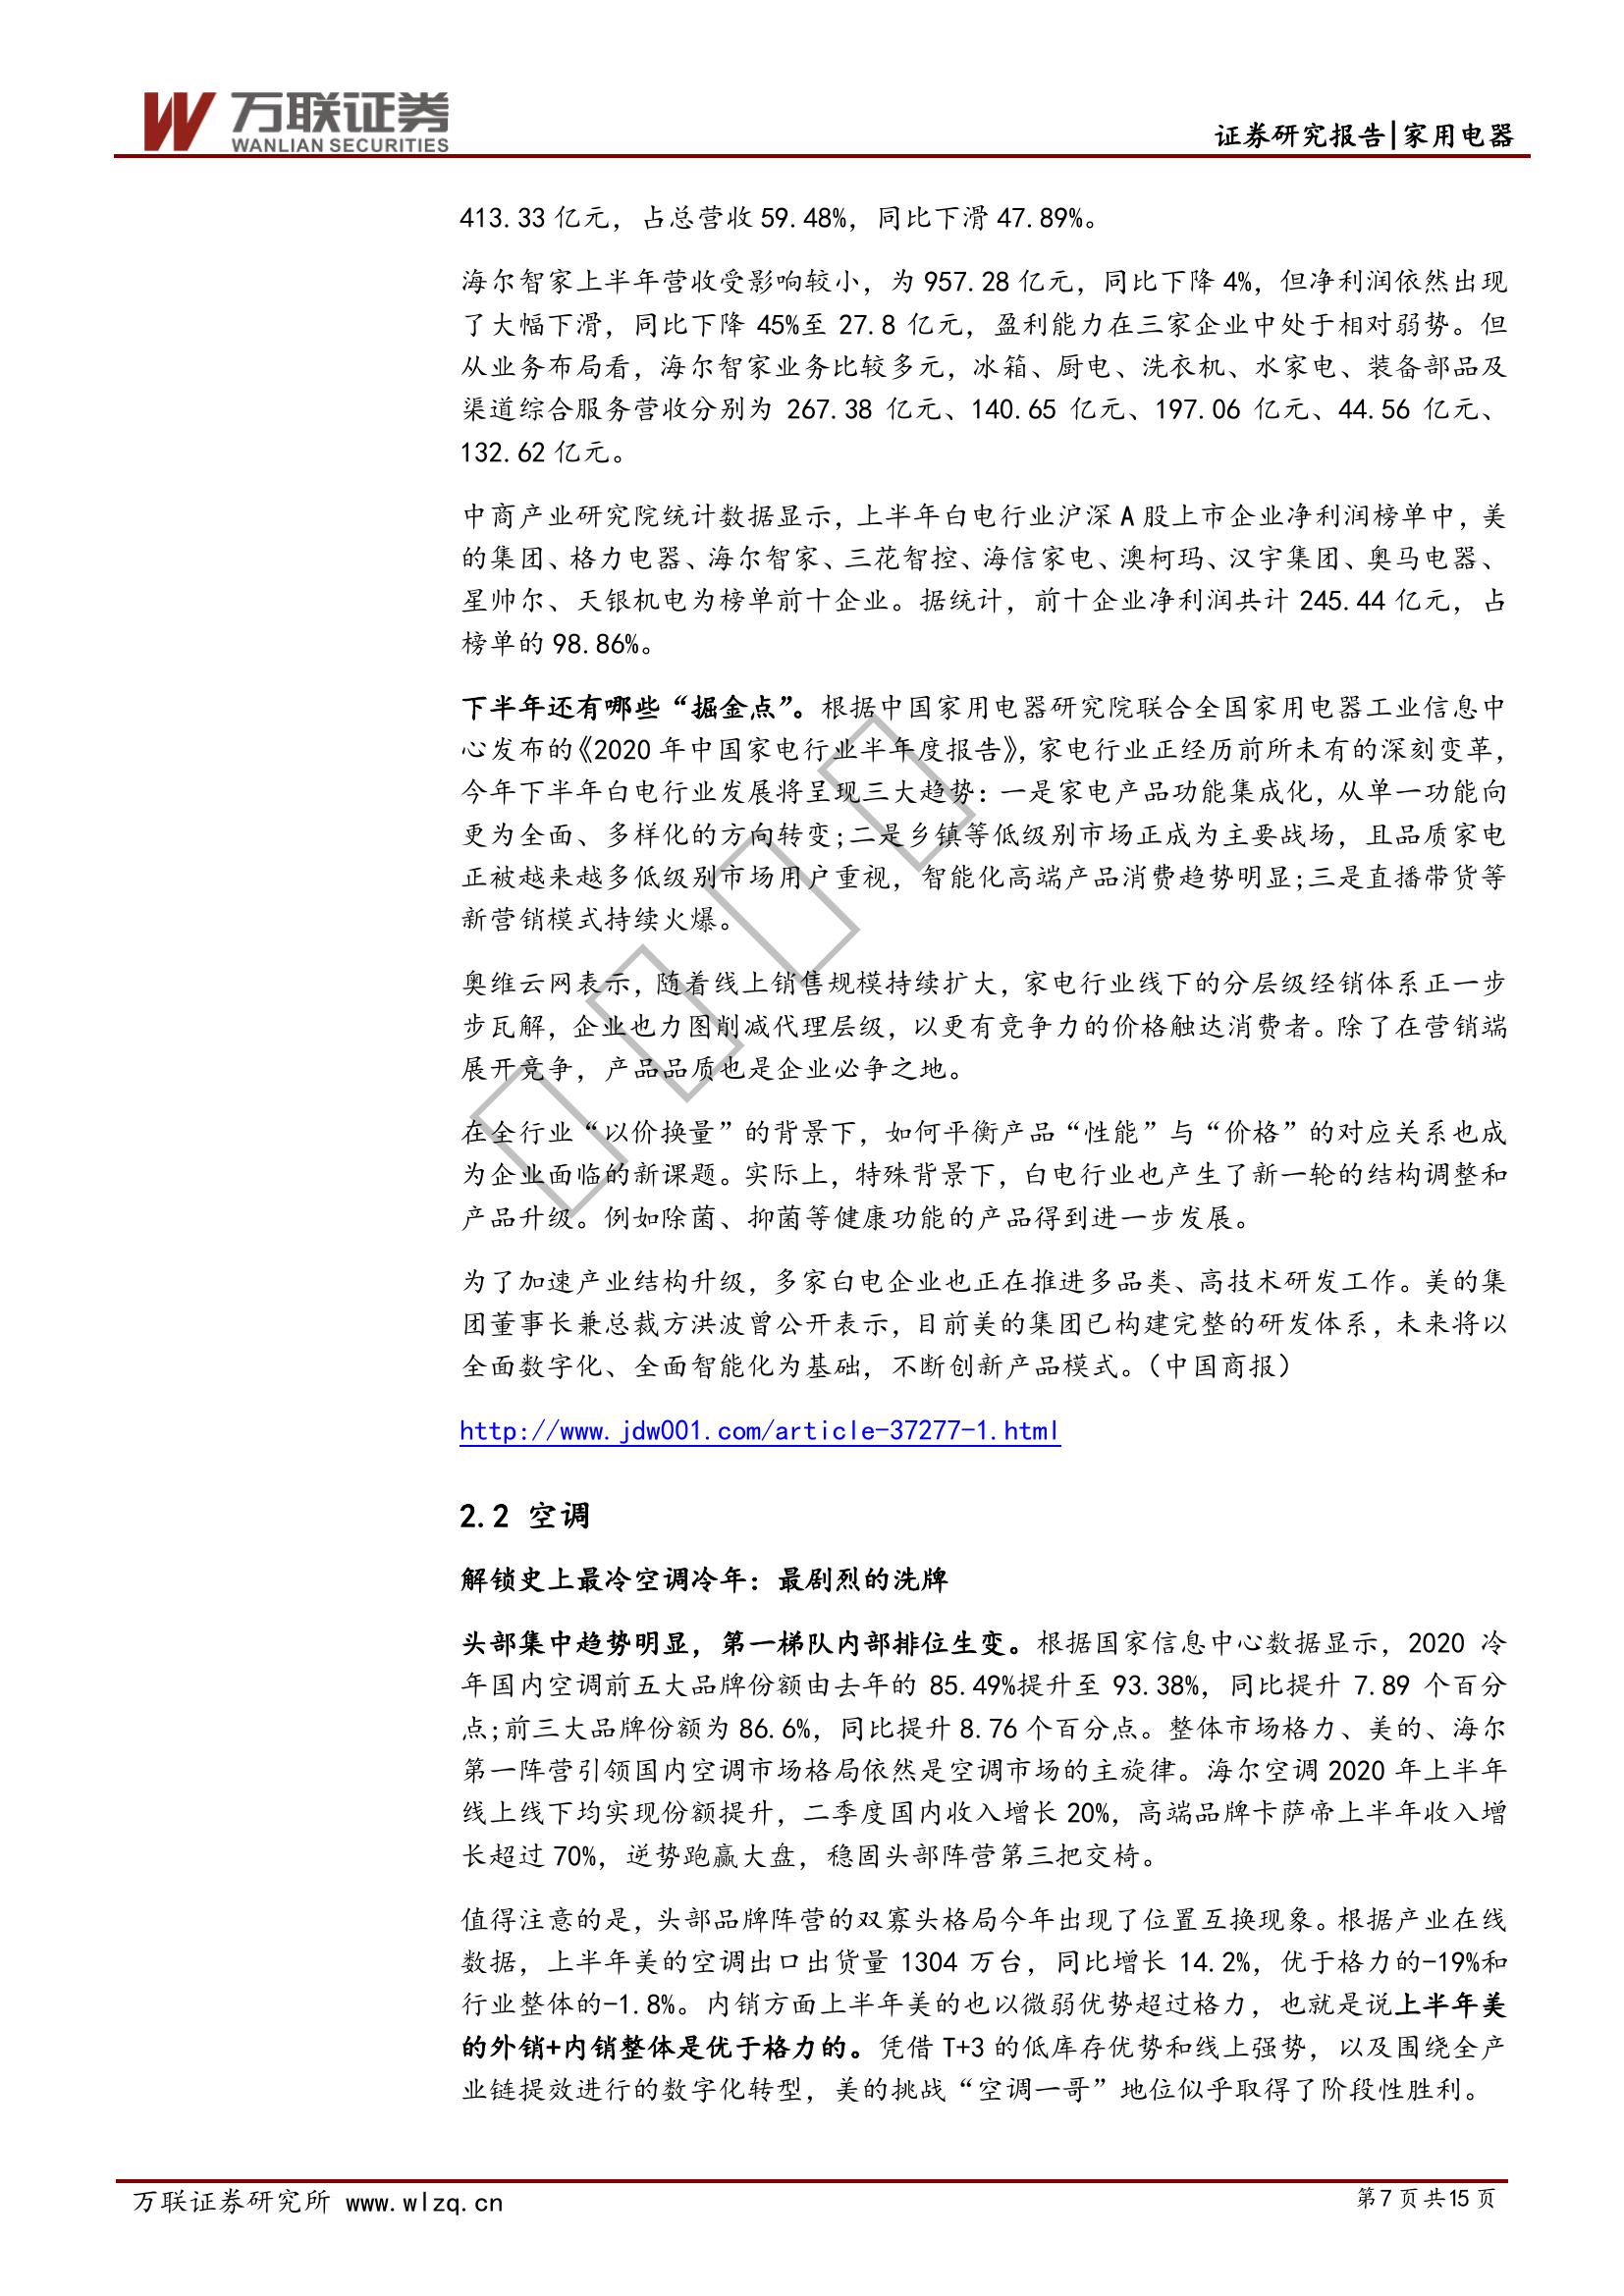 万联证券
WANLIAN SECURITIES
证券研究报告|家用电器
413.33 亿元，占总营收 59.48%，同比下滑 47.89%。
海尔智家上半年营收受影响较小，为 957.28 亿元，同比下降 4%，但净利润依然出现
了大幅下滑，同比下降 45%至 27.8 亿元，盈利能力在三家企业中处于相对弱势。但
从业务布局看，海尔智家业务比较多元，冰箱、厨电、洗衣机、水家电、装备部品及
渠道综合服务营收分别为 267.38 亿元、140.65 亿元、197.06 亿元、44.56 亿元、
132.62 亿元。
中商产业研究院统计数据显示，上半年白电行业沪深 A 股上市企业净利润榜单中，美
的集团、格力电器、海尔智家、三花智控、海信家电、澳柯玛、汉宇集团、奥马电器、
星帅尔、天银机电为榜单前十企业。据统计，前十企业净利润共计 245.44 亿元，占
榜单的 98.86%。
下半年还有哪些“掘金点”。根据中国家用电器研究院联合全国家用电器工业信息中
心发布的《2020 年中国家电行业半年度报告》，家电行业正经历前所未有的深刻变革，
今年下半年白电行业发展将呈现三大趋势：一是家电产品功能集成化，从单一功能向
更为全面、多样化的方向转变;二是乡镇等低级别市场正成为主要战场，且品质家电
正被越来越多低级别市场用户重视，智能化高端产品消费趋势明显;三是直播带货等
新营销模式持续火爆。
奥维云网表示，随着线上销售规模持续扩大，家电行业线下的分层级经销体系正一步
步瓦解，企业也力图削减代理层级，以更有竞争力的价格触达消费者。除了在营销端
展开竞争，产品品质也是企业必争之地。
在全行业“以价换量”的背景下，如何平衡产品“性能”与“价格”的对应关系也成
为企业面临的新课题。实际上，特殊背景下，白电行业也产生了新一轮的结构调整和
产品升级。例如除菌、抑菌等健康功能的产品得到进一步发展。
为了加速产业结构升级，多家白电企业也正在推进多品类、高技术研发工作。美的集
团董事长兼总裁方洪波曾公开表示，目前美的集团已构建完整的研发体系，未来将以
全面数字化、全面智能化为基础，不断创新产品模式。（中国商报）
http://www.jdw001.com/article-37277-1.html
2.2 空调
解锁史上最冷空调冷年：最剧烈的洗牌
头部集中趋势明显，第一梯队内部排位生变。根据国家信息中心数据显示，2020 冷
年国内空调前五大品牌份额由去年的 85.49%提升至 93.38%，同比提升 7.89 个百分
点;前三大品牌份额为 86.6%，同比提升 8.76 个百分点。整体市场格力、美的、海尔
第一阵营引领国内空调市场格局依然是空调市场的主旋律。海尔空调 2020 年上半年
线上线下均实现份额提升，二季度国内收入增长 20%，高端品牌卡萨帝上半年收入增
长超过 70%，逆势跑赢大盘，稳固头部阵营第三把交椅。
值得注意的是，头部品牌阵营的双寡头格局今年出现了位置互换现象。根据产业在线
数据，上半年美的空调出口出货量 1304 万台，同比增长 14.2%，优于格力的-19%和
行业整体的-1.8%。内销方面上半年美的也以微弱优势超过格力，也就是说上半年美
的外销+内销整体是优于格力的。凭借 T+3 的低库存优势和线上强势，以及围绕全产
业链提效进行的数字化转型，美的挑战“空调一哥”地位似乎取得了阶段性胜利。
万联证券研究所 www.wlzq.cn
第 7 页 共 15 页